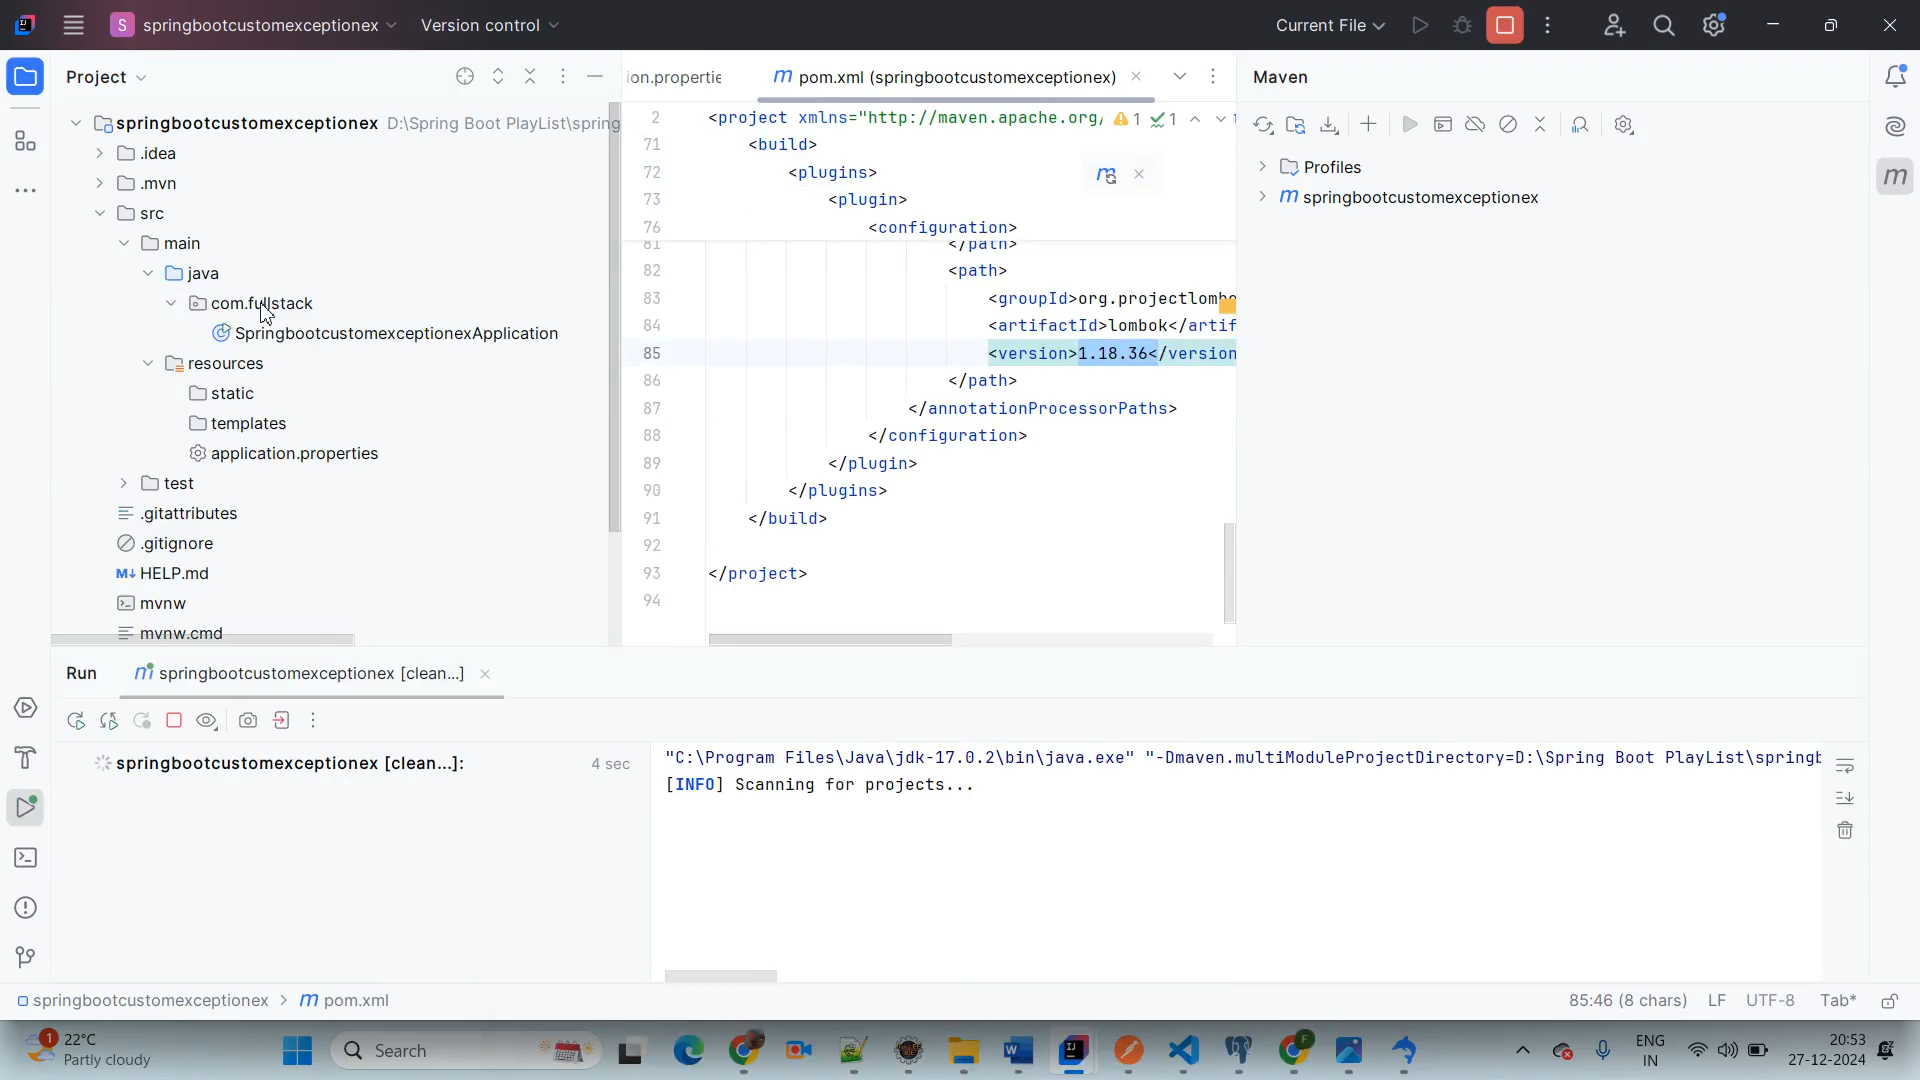 S springbootcustomexceptionex Version control Current File
Project
springbootcustomexceptionex D:\Spring Boot PlayList\spring
.idea
.mvn
src
main
java
com.fullstack
SpringbootcustomexceptionexApplication
resources
static
templates
application.properties
test
.gitattributes
.gitignore
M↓ HELP.md
mvnw
mvnw.cmd
ion.propertie m pom.xml (springbootcustomexceptionex)
2 <project xmlns="http://maven.apache.org/ 1 1
71 <build>
72 <plugins>
73 <plugin>
76 <configuration>
81 </path>
82 <path>
83 <groupId>org.projectlombo
84 <artifactId>lombok</artif
85 <version>1.18.36</version
86 </path>
87 </annotationProcessorPaths>
88 </configuration>
89 </plugin>
90 </plugins>
91 </build>
92
93 </project>
94
Maven
Profiles
m springbootcustomexceptionex
Run m springbootcustomexceptionex [clean...]
springbootcustomexceptionex [clean...]: 4 sec
"C:\Program Files\Java\jdk-17.0.2\bin\java.exe" "-Dmaven.multiModuleProjectDirectory=D:\Spring Boot PlayList\springb
[INFO] Scanning for projects...
springbootcustomexceptionex > m pom.xml 85:46 (8 chars) LF UTF-8 Tab*
1 22°C
Partly cloudy
Search
ENG
IN
20:53
27-12-2024